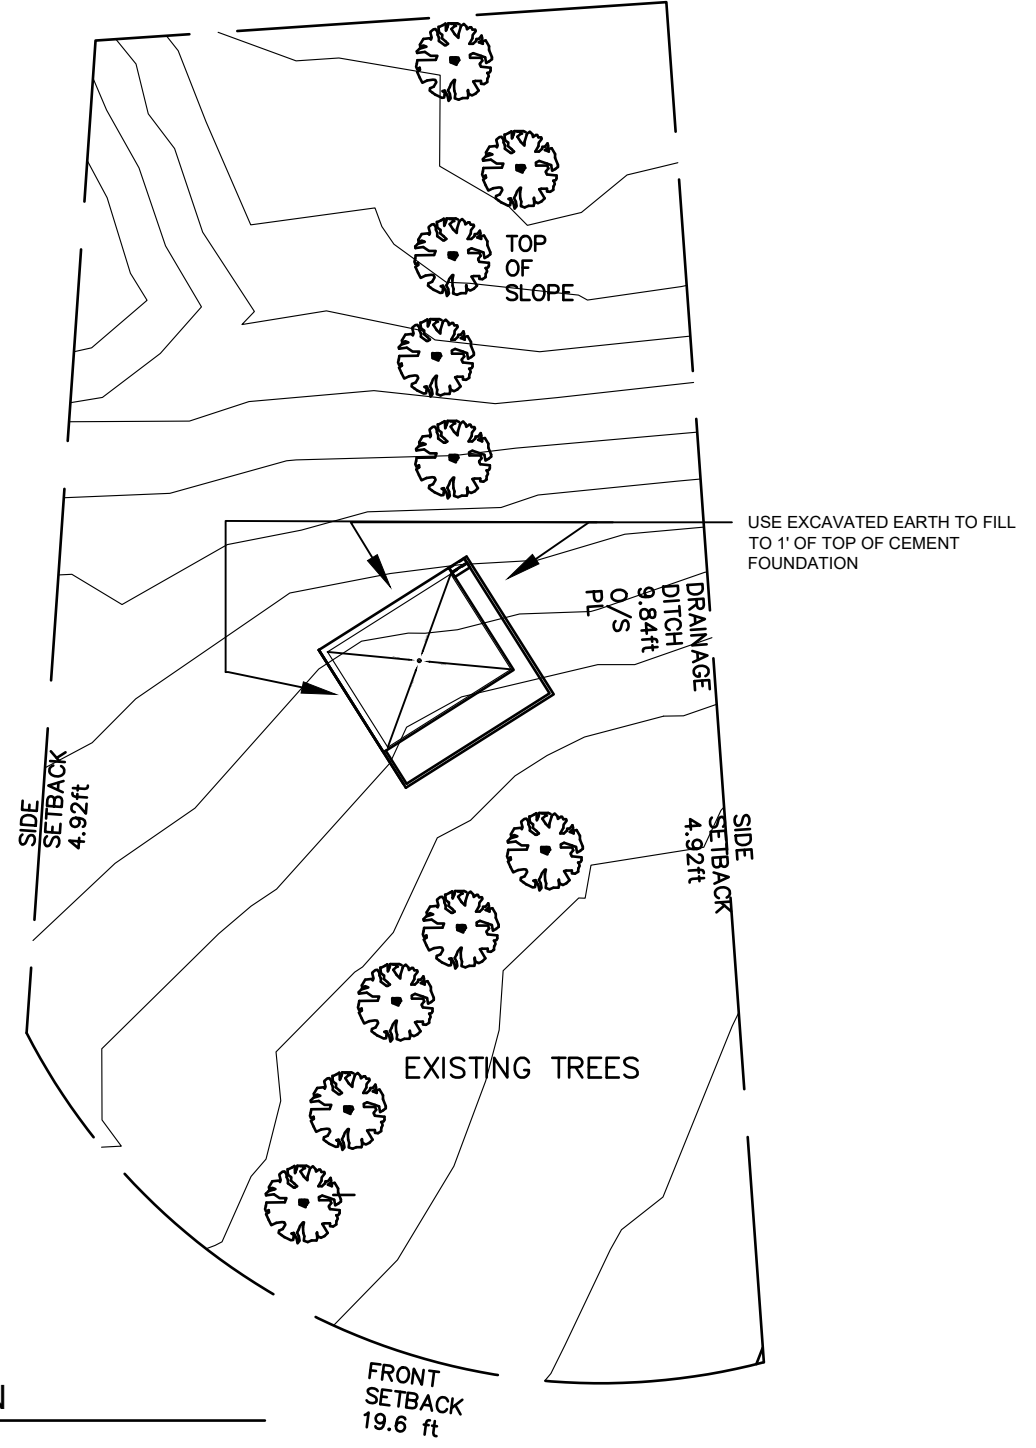 TOP
OF
SLOPE
USE EXCAVATED EARTH TO FILL
TO 1' OF TOP OF CEMENT
FOUNDATION
DRAINAGE
DITCH
9.84ft
O/S
PL
SIDE
SETBACK
4.92ft
SIDE
SETBACK
4.92ft
EXISTING TREES
FRONT
SETBACK
19.6 ft
N